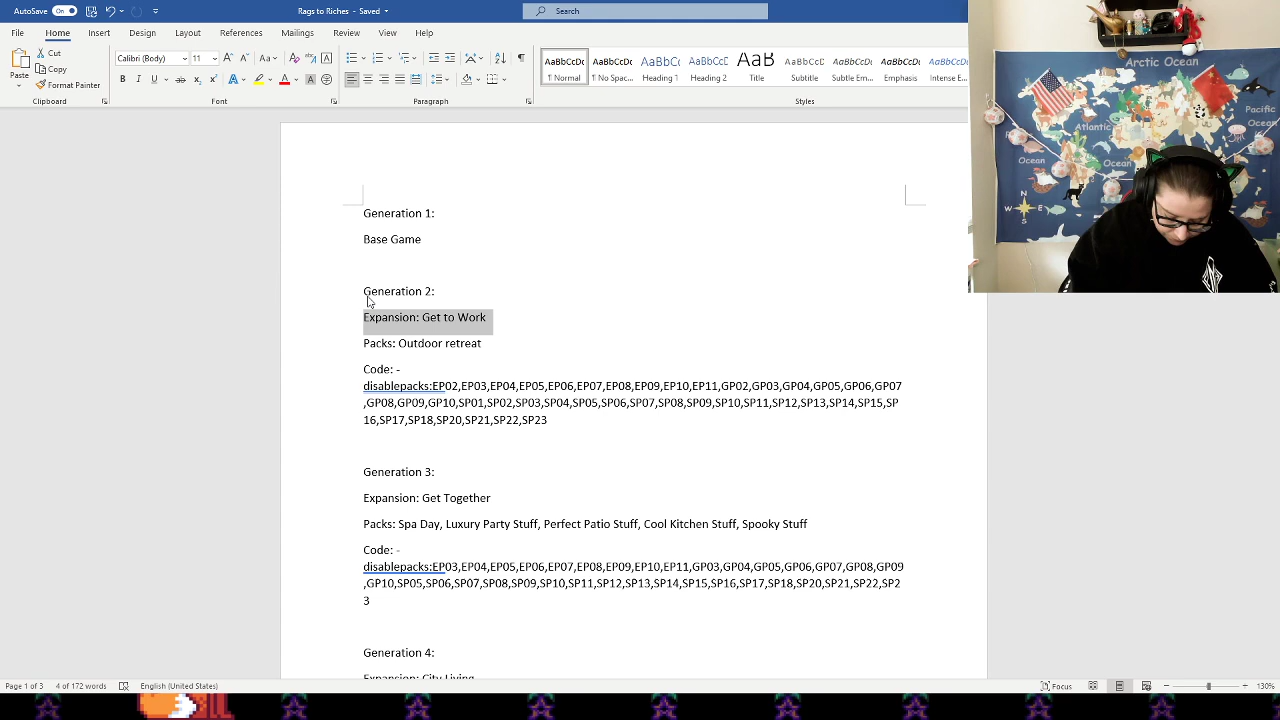 AutoSave On Rags to Riches - Saved Search
File Home Insert Design Layout References Mailings Review View Help
Paste Cut Copy Format Painter Clipboard
Calibri (Body) 11 Font
Paragraph
AaBbCcDc AaBbCcDc AaBbCc AaBbCcC AaB AaBbCcC AaBbCcDc AaBbCcDc AaBbCcDc
¶ Normal ¶ No Spac... Heading 1 Heading 2 Title Subtitle Subtle Em... Emphasis Intense E...
Styles
Generation 1:
Base Game
Generation 2:
Expansion: Get to Work
Packs: Outdoor retreat
Code: -
disablepacks:EP02,EP03,EP04,EP05,EP06,EP07,EP08,EP09,EP10,EP11,GP02,GP03,GP04,GP05,GP06,GP07
,GP08,GP09,GP10,SP01,SP02,SP03,SP04,SP05,SP06,SP07,SP08,SP09,SP10,SP11,SP12,SP13,SP14,SP15,SP
16,SP17,SP18,SP20,SP21,SP22,SP23
Generation 3:
Expansion: Get Together
Packs: Spa Day, Luxury Party Stuff, Perfect Patio Stuff, Cool Kitchen Stuff, Spooky Stuff
Code: -
disablepacks:EP03,EP04,EP05,EP06,EP07,EP08,EP09,EP10,EP11,GP03,GP04,GP05,GP06,GP07,GP08,GP09
,GP10,SP05,SP06,SP07,SP08,SP09,SP10,SP11,SP12,SP13,SP14,SP15,SP16,SP17,SP18,SP20,SP21,SP22,SP2
3
Generation 4:
Expansion: City Living
Page 1 of 3 4 of 172 words English (United States) Focus 130%
Arctic Ocean
Pacific Ocean
Atlantic Ocean
Ocean
N
W E
S